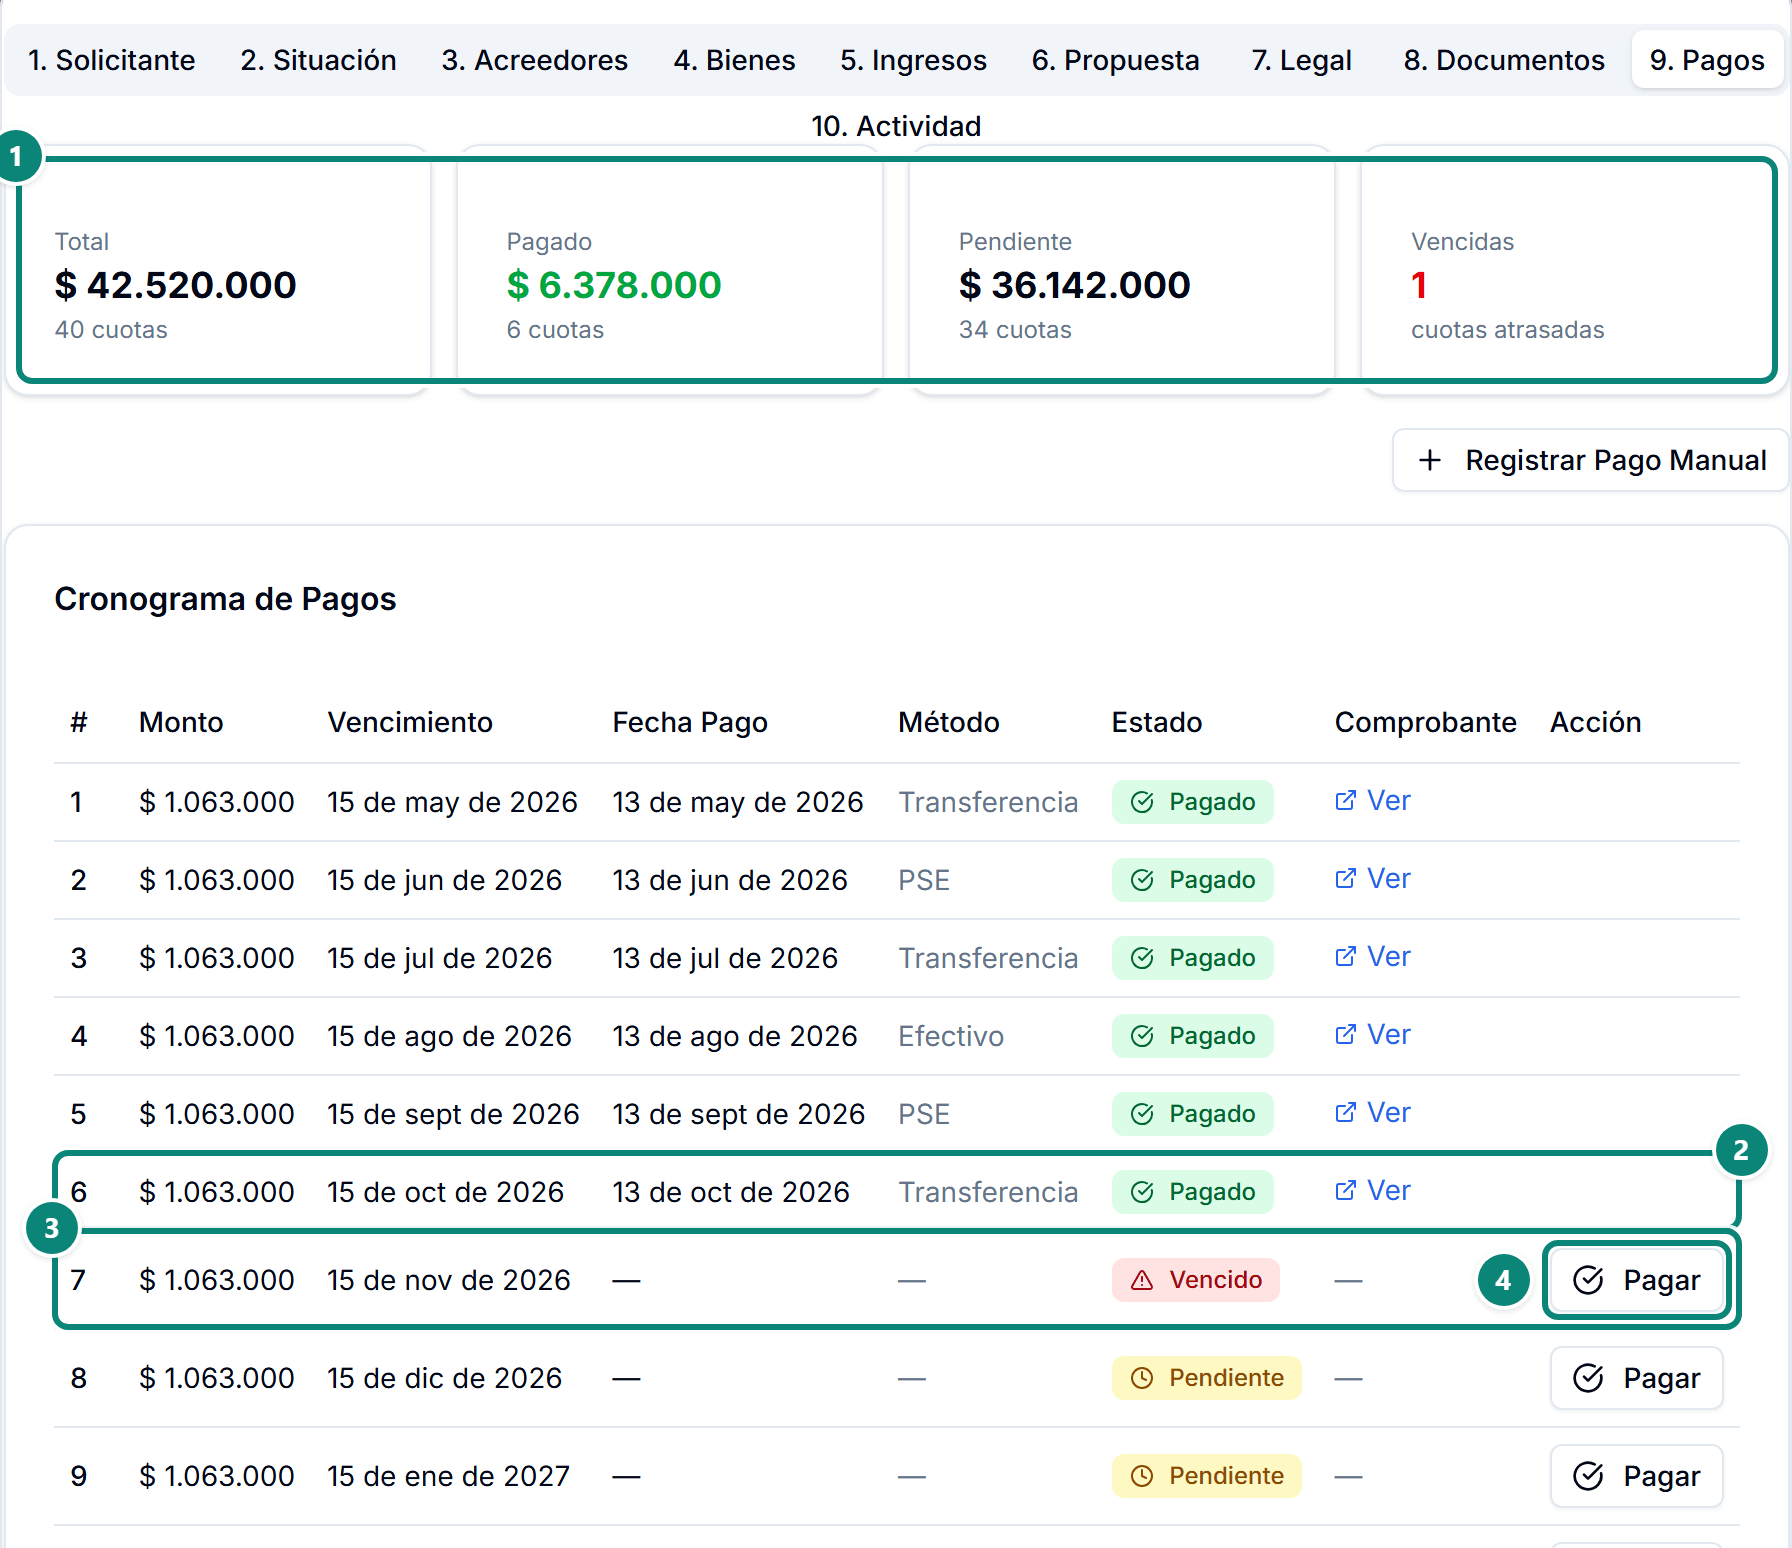 1. Solicitante 2. Situación 3. Acreedores 4. Bienes 5. Ingresos 6. Propuesta 7. Legal 8. Documentos 9. Pagos
10. Actividad
1
Total Pagado Pendiente Vencidas
$ 42.520.000 $ 6.378.000 $ 36.142.000 1
40 cuotas 6 cuotas 34 cuotas cuotas atrasadas
+ Registrar Pago Manual
Cronograma de Pagos
# Monto Vencimiento Fecha Pago Método Estado Comprobante Acción
1 $ 1.063.000 15 de may de 2026 13 de may de 2026 Transferencia Pagado Ver
2 $ 1.063.000 15 de jun de 2026 13 de jun de 2026 PSE Pagado Ver
3 $ 1.063.000 15 de jul de 2026 13 de jul de 2026 Transferencia Pagado Ver
4 $ 1.063.000 15 de ago de 2026 13 de ago de 2026 Efectivo Pagado Ver
5 $ 1.063.000 15 de sept de 2026 13 de sept de 2026 PSE Pagado Ver
2
6 $ 1.063.000 15 de oct de 2026 13 de oct de 2026 Transferencia Pagado Ver
3
7 $ 1.063.000 15 de nov de 2026 — — Vencido — 4 Pagar
8 $ 1.063.000 15 de dic de 2026 — — Pendiente — Pagar
9 $ 1.063.000 15 de ene de 2027 — — Pendiente — Pagar